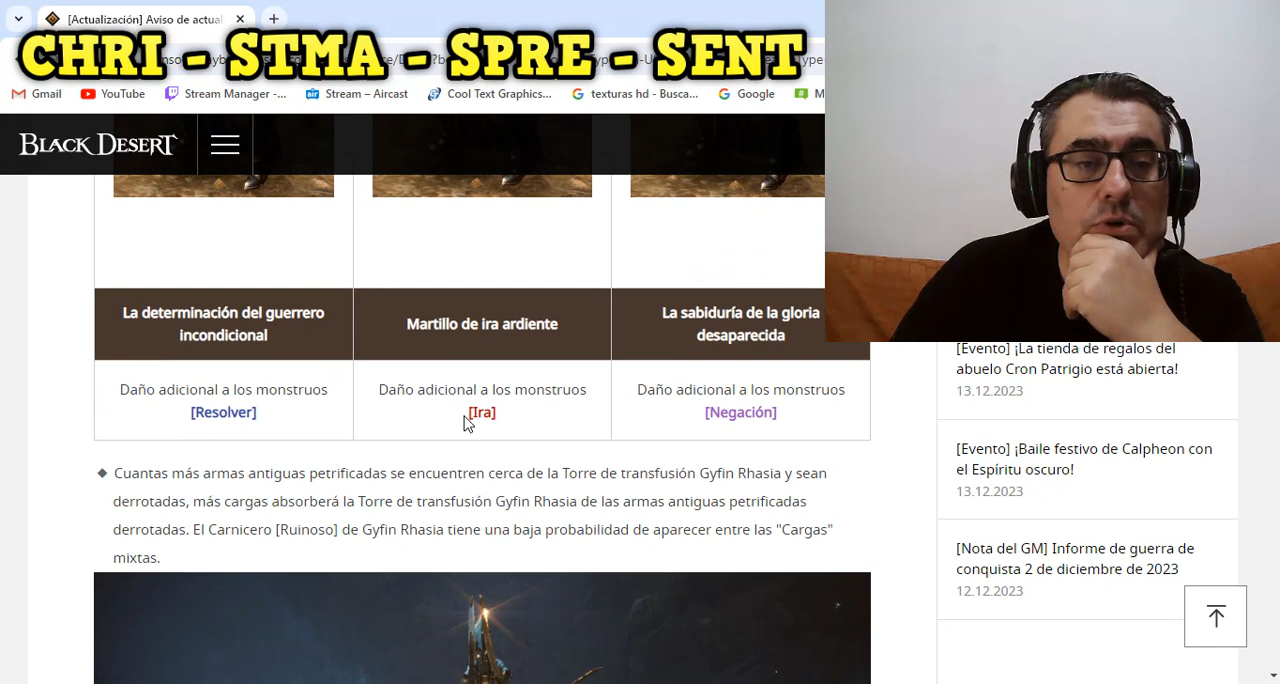 [Actualización] Aviso de actual
CHRI - STMA - SPRE - SENT
Gmail YouTube Stream Manager -... Stream – Aircast Cool Text Graphics... texturas hd - Busca... Google M
BLACK DESERT
La determinación del guerrero
incondicional
Martillo de ira ardiente
La sabiduría de la gloria
desaparecida
Daño adicional a los monstruos
[Resolver]
Daño adicional a los monstruos
[Ira]
Daño adicional a los monstruos
[Negación]
Cuantas más armas antiguas petrificadas se encuentren cerca de la Torre de transfusión Gyfin Rhasia y sean
derrotadas, más cargas absorberá la Torre de transfusión Gyfin Rhasia de las armas antiguas petrificadas
derrotadas. El Carnicero [Ruinoso] de Gyfin Rhasia tiene una baja probabilidad de aparecer entre las "Cargas"
mixtas.
[Evento] ¡La tienda de regalos del
abuelo Cron Patrigio está abierta!
13.12.2023
[Evento] ¡Baile festivo de Calpheon con
el Espíritu oscuro!
13.12.2023
[Nota del GM] Informe de guerra de
conquista 2 de diciembre de 2023
12.12.2023